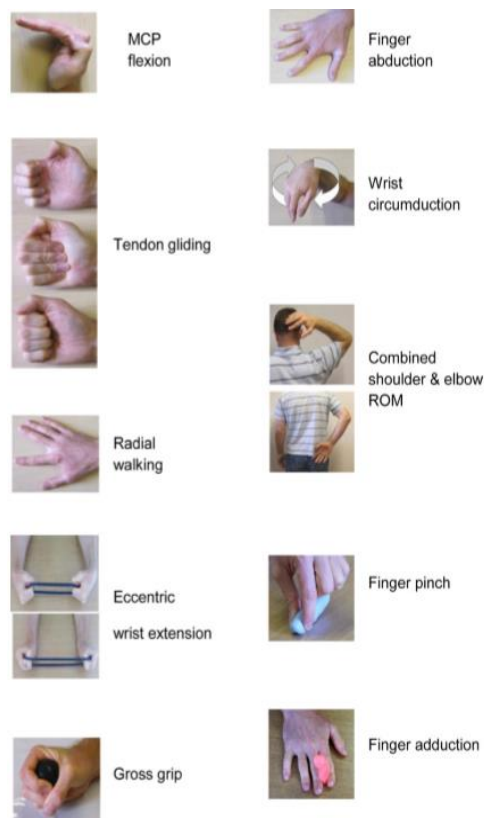 MCP
flexion
Tendon gliding
Radial
walking
Eccentric
wrist extension
Gross grip
Finger
abduction
Wrist
circumduction
Combined
shoulder & elbow
ROM
Finger pinch
Finger adduction